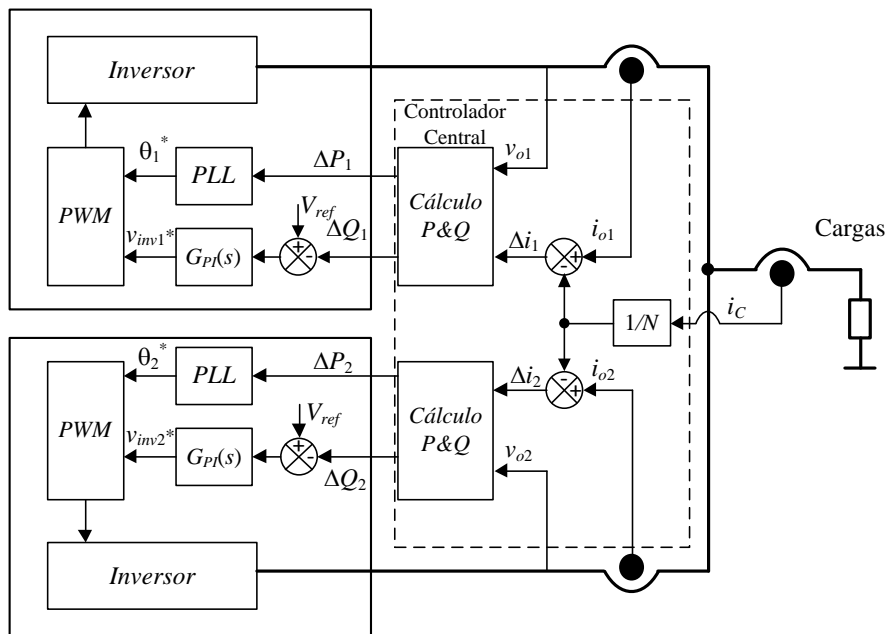 Inversor
Controlador
Central
θ1*
PLL
ΔP1
vo1
PWM
Cálculo
P&Q
Vref
vinv1*
GPI(s)
+
-
ΔQ1
Δi1
+
-
io1
Cargas
1/N
iC
θ2*
PLL
ΔP2
Δi2
-
+
io2
PWM
Cálculo
P&Q
Vref
vinv2*
GPI(s)
+
-
ΔQ2
vo2
Inversor